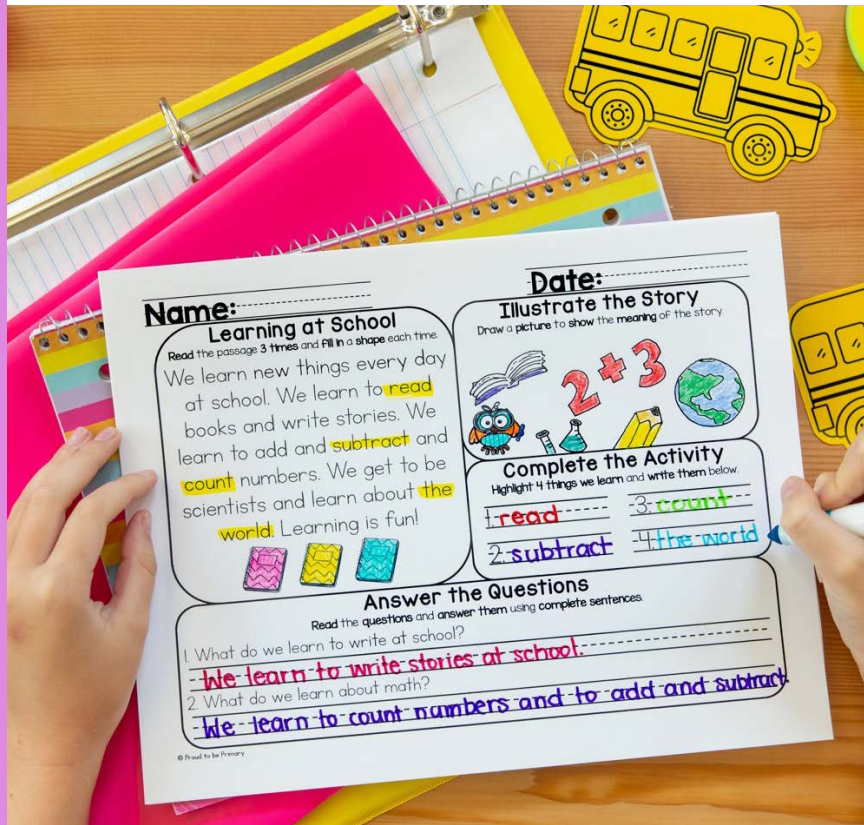 Name:
Date:
Learning at School
Read the passage 3 times and fill in a shape each time.
We learn new things every day
at school. We learn to read
books and write stories. We
learn to add and subtract and
count numbers. We get to be
scientists and learn about the
world. Learning is fun!
Illustrate the Story
Draw a picture to show the meaning of the story.
2+3
Complete the Activity
Highlight 4 things we learn and write them below.
1. read
2. subtract
3. count
4. the world
Answer the Questions
Read the questions and answer them using complete sentences.
1. What do we learn to write at school?
We learn to write stories at school.
2. What do we learn about math?
We learn to count numbers and to add and subtract.
© Proud to be Primary